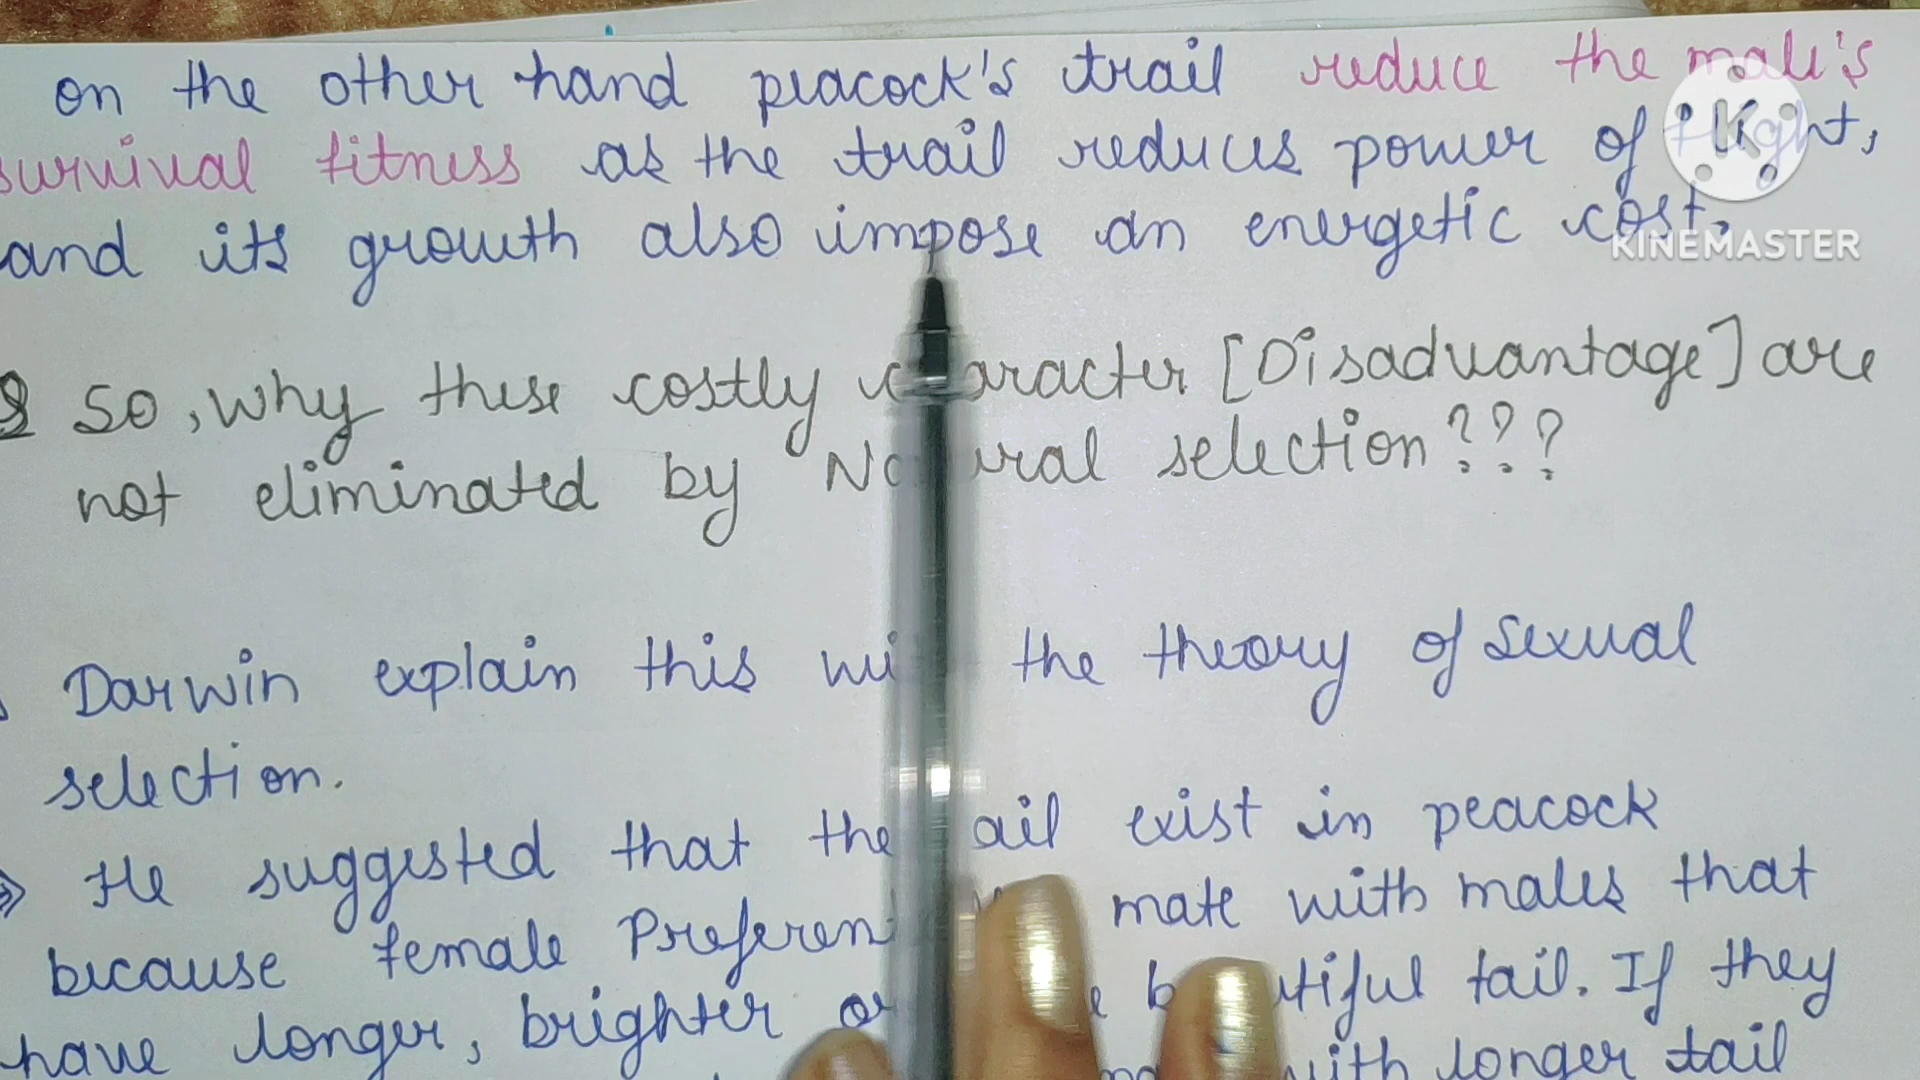 on the other hand peacock's trail reduce the male's
survival fitness as the trail reduces power of flight,
and its growth also impose an energetic cost.
Q So, why these costly character [Disadvantage] are
not eliminated by Natural selection???
Darwin explain this with the theory of Sexual
selection.
He suggested that the tail exist in peacock
because female Preferen mate with males that
have longer, brighter or beautiful tail. If they
with longer tail
K
KINEMASTER